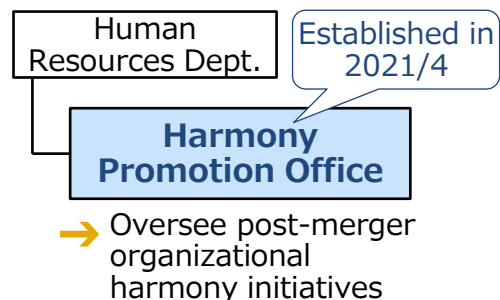 Human
Resources Dept.
Established in
2021/4
Harmony
Promotion Office
➔ Oversee post-merger
organizational
harmony initiatives